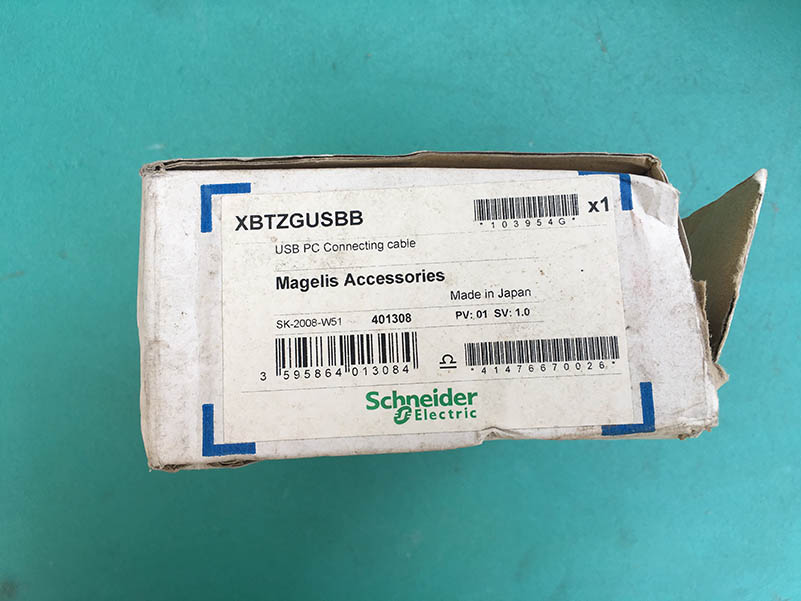 XBTZGUSBB
*103954G*
x1
USB PC Connecting cable
Magelis Accessories
Made in Japan
SK-2008-W51 401308 PV: 01 SV: 1.0
3 595864 013084
*41476670026*
Schneider
Electric